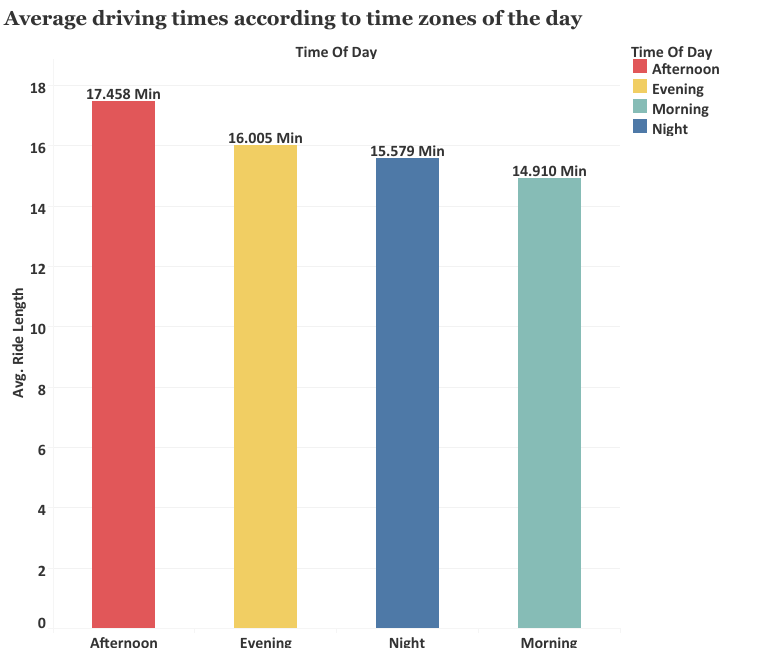 Average driving times according to time zones of the day
Time Of Day
Time Of Day
Afternoon
Evening
Morning
Night
Avg. Ride Length
18
16
14
12
10
8
6
4
2
0
17.458 Min
16.005 Min
15.579 Min
14.910 Min
Afternoon
Evening
Night
Morning